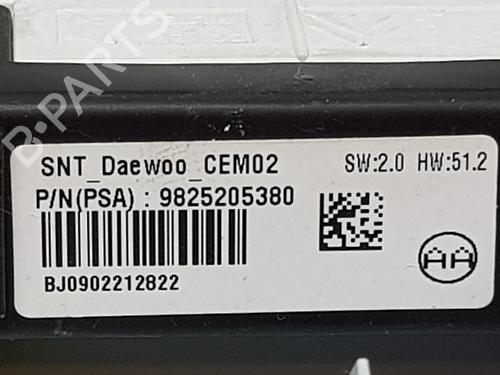 B-PARTS
SNT_Daewoo_CEM02 SW:2.0 HW:51.2
P/N(PSA) : 9825205380
BJ0902212822
AA